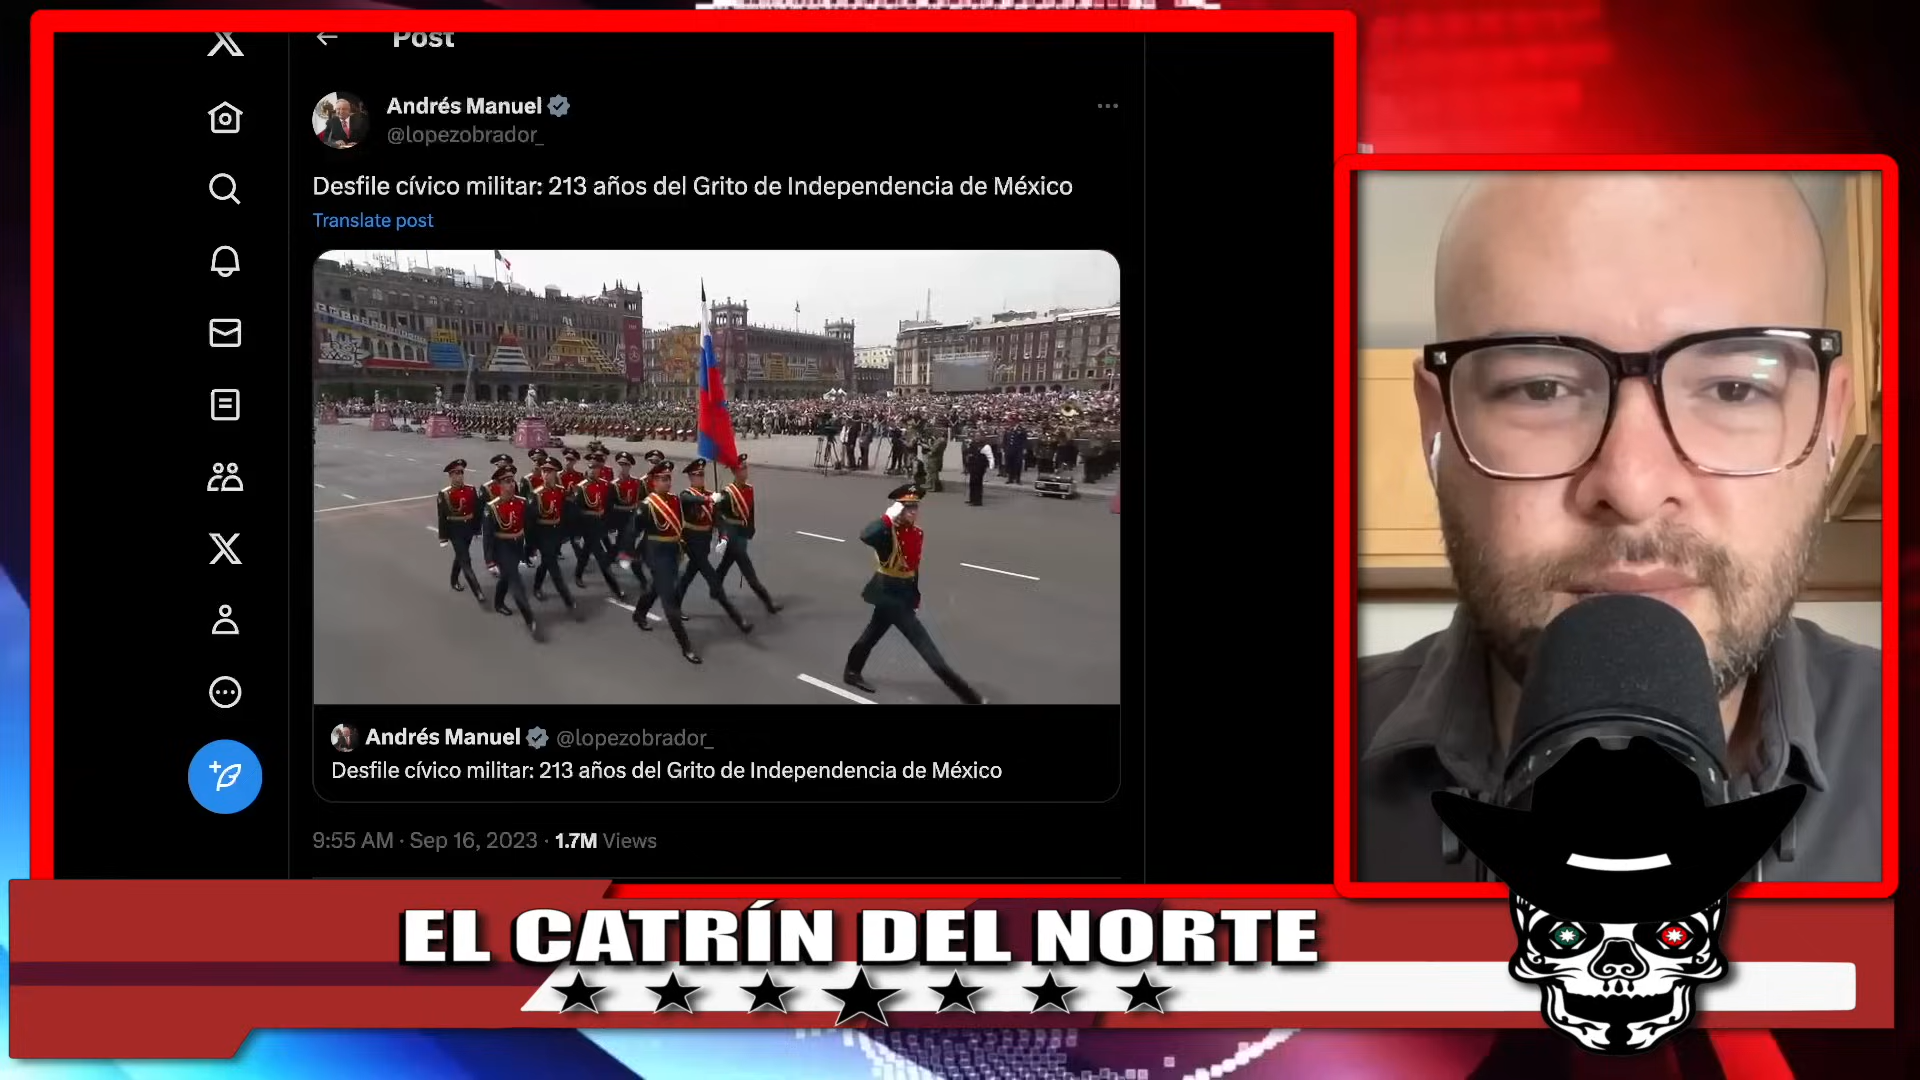 Post
Andrés Manuel
@lopezobrador_
Desfile cívico militar: 213 años del Grito de Independencia de México
Translate post
Andrés Manuel @lopezobrador_
Desfile cívico militar: 213 años del Grito de Independencia de México
9:55 AM · Sep 16, 2023 · 1.7M Views
EL CATRÍN DEL NORTE